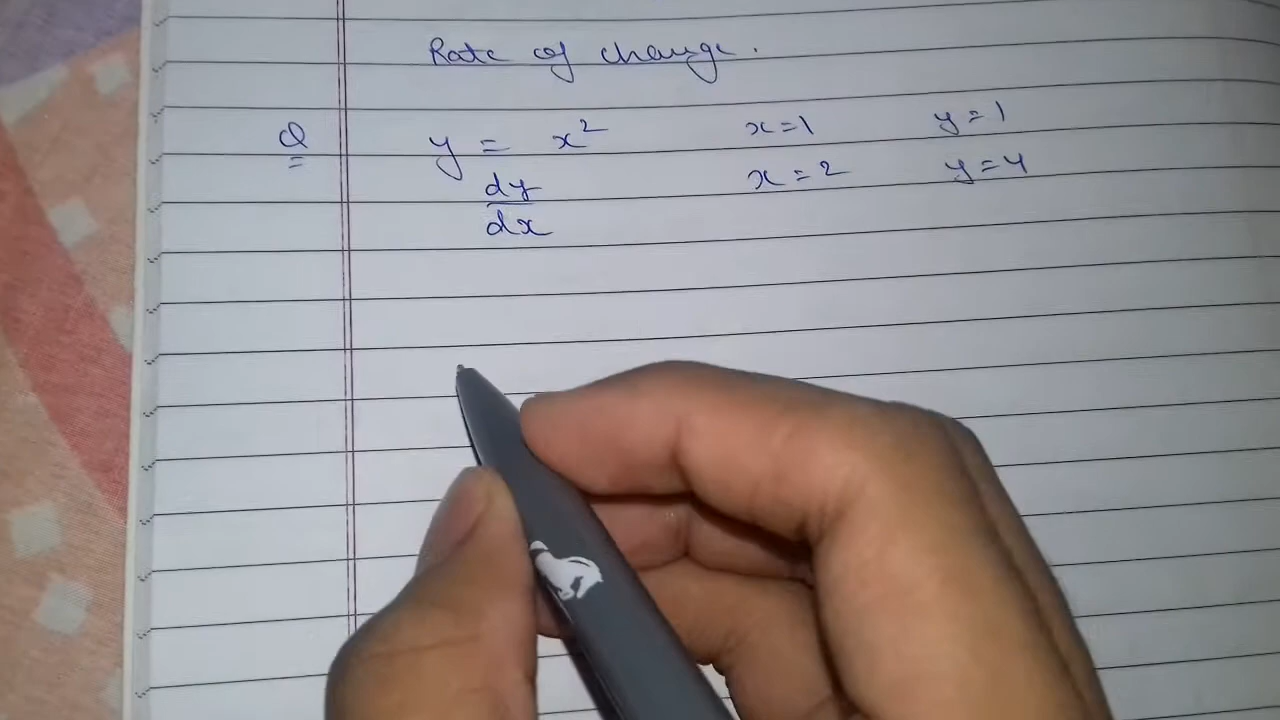 Rate of change.
Q y = x² x=1 y=1
dy/dx x=2 y=4